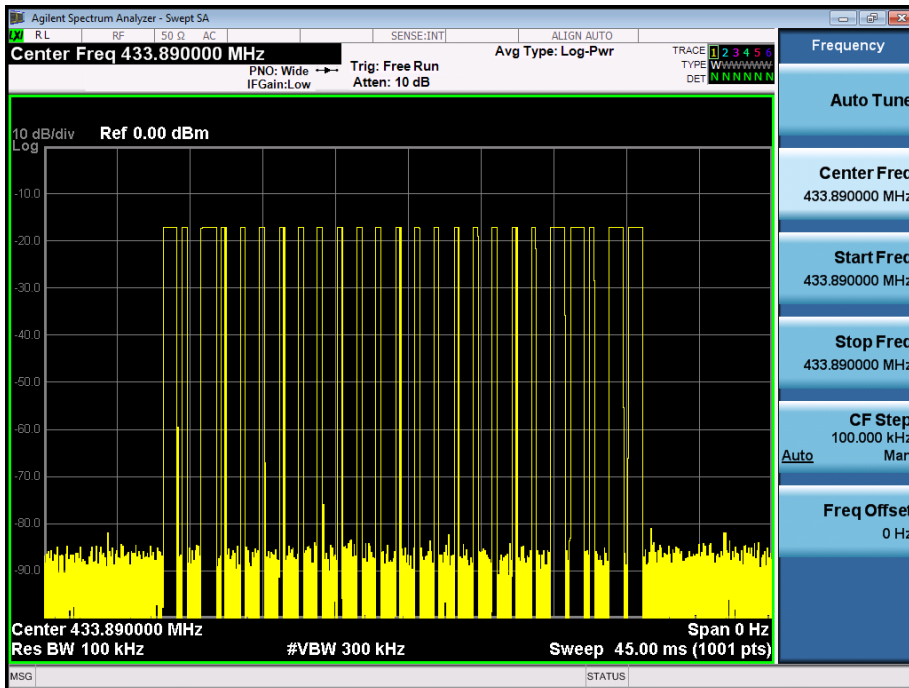 Agilent Spectrum Analyzer - Swept SA
LXI RL RF 50 Ω AC SENSE:INT ALIGN AUTO
Center Freq 433.890000 MHz
PNO: Wide
IFGain:Low
Trig: Free Run
Atten: 10 dB
Avg Type: Log-Pwr
TRACE 1 2 3 4 5 6
TYPE WWWWWWW
DET N N N N N N
10 dB/div
Log
Ref 0.00 dBm
-10.0
-20.0
-30.0
-40.0
-50.0
-60.0
-70.0
-80.0
-90.0
Center 433.890000 MHz
Span 0 Hz
Res BW 100 kHz
#VBW 300 kHz
Sweep 45.00 ms (1001 pts)
MSG
STATUS
Frequency
Auto Tune
Center Freq
433.890000 MHz
Start Freq
433.890000 MHz
Stop Freq
433.890000 MHz
CF Step
100.000 kHz
Auto Man
Freq Offset
0 Hz